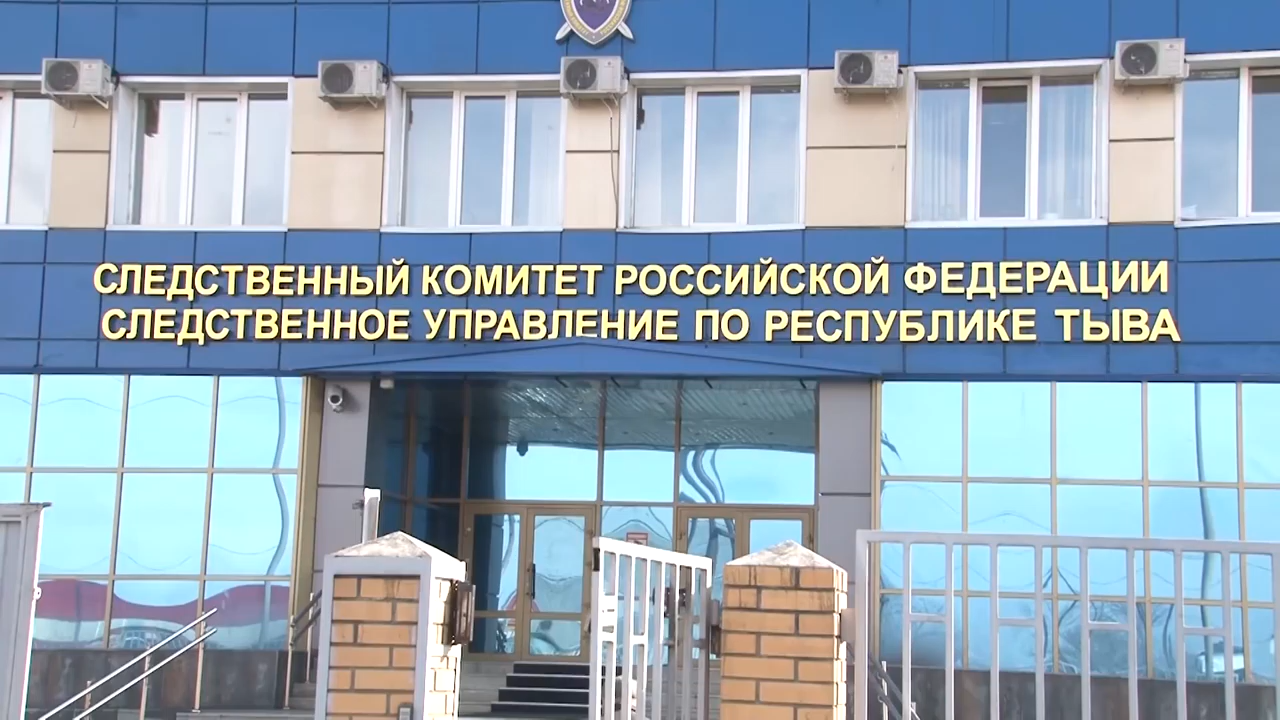 СЛЕДСТВЕННЫЙ КОМИТЕТ РОССИЙСКОЙ ФЕДЕРАЦИИ
СЛЕДСТВЕННОЕ УПРАВЛЕНИЕ ПО РЕСПУБЛИКЕ ТЫВА